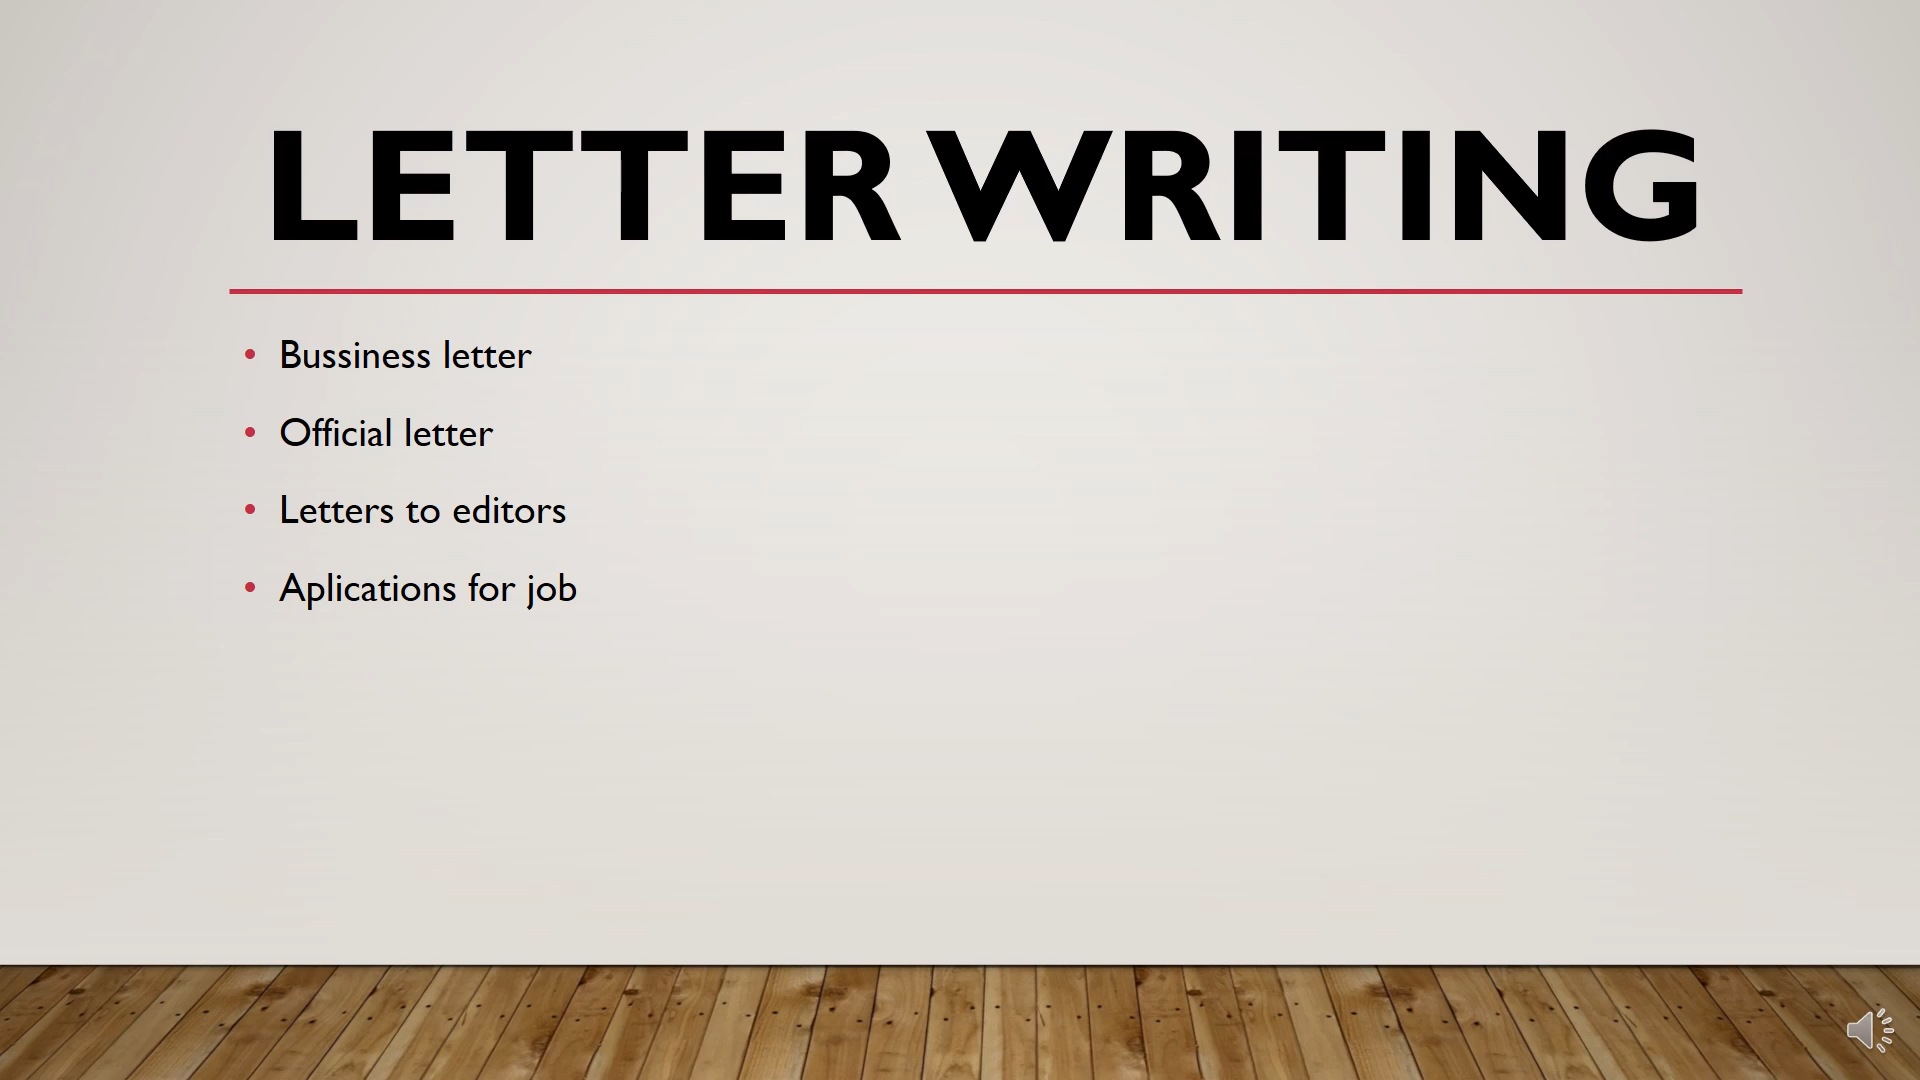 LETTER WRITING
• Bussiness letter
• Official letter
• Letters to editors
• Aplications for job